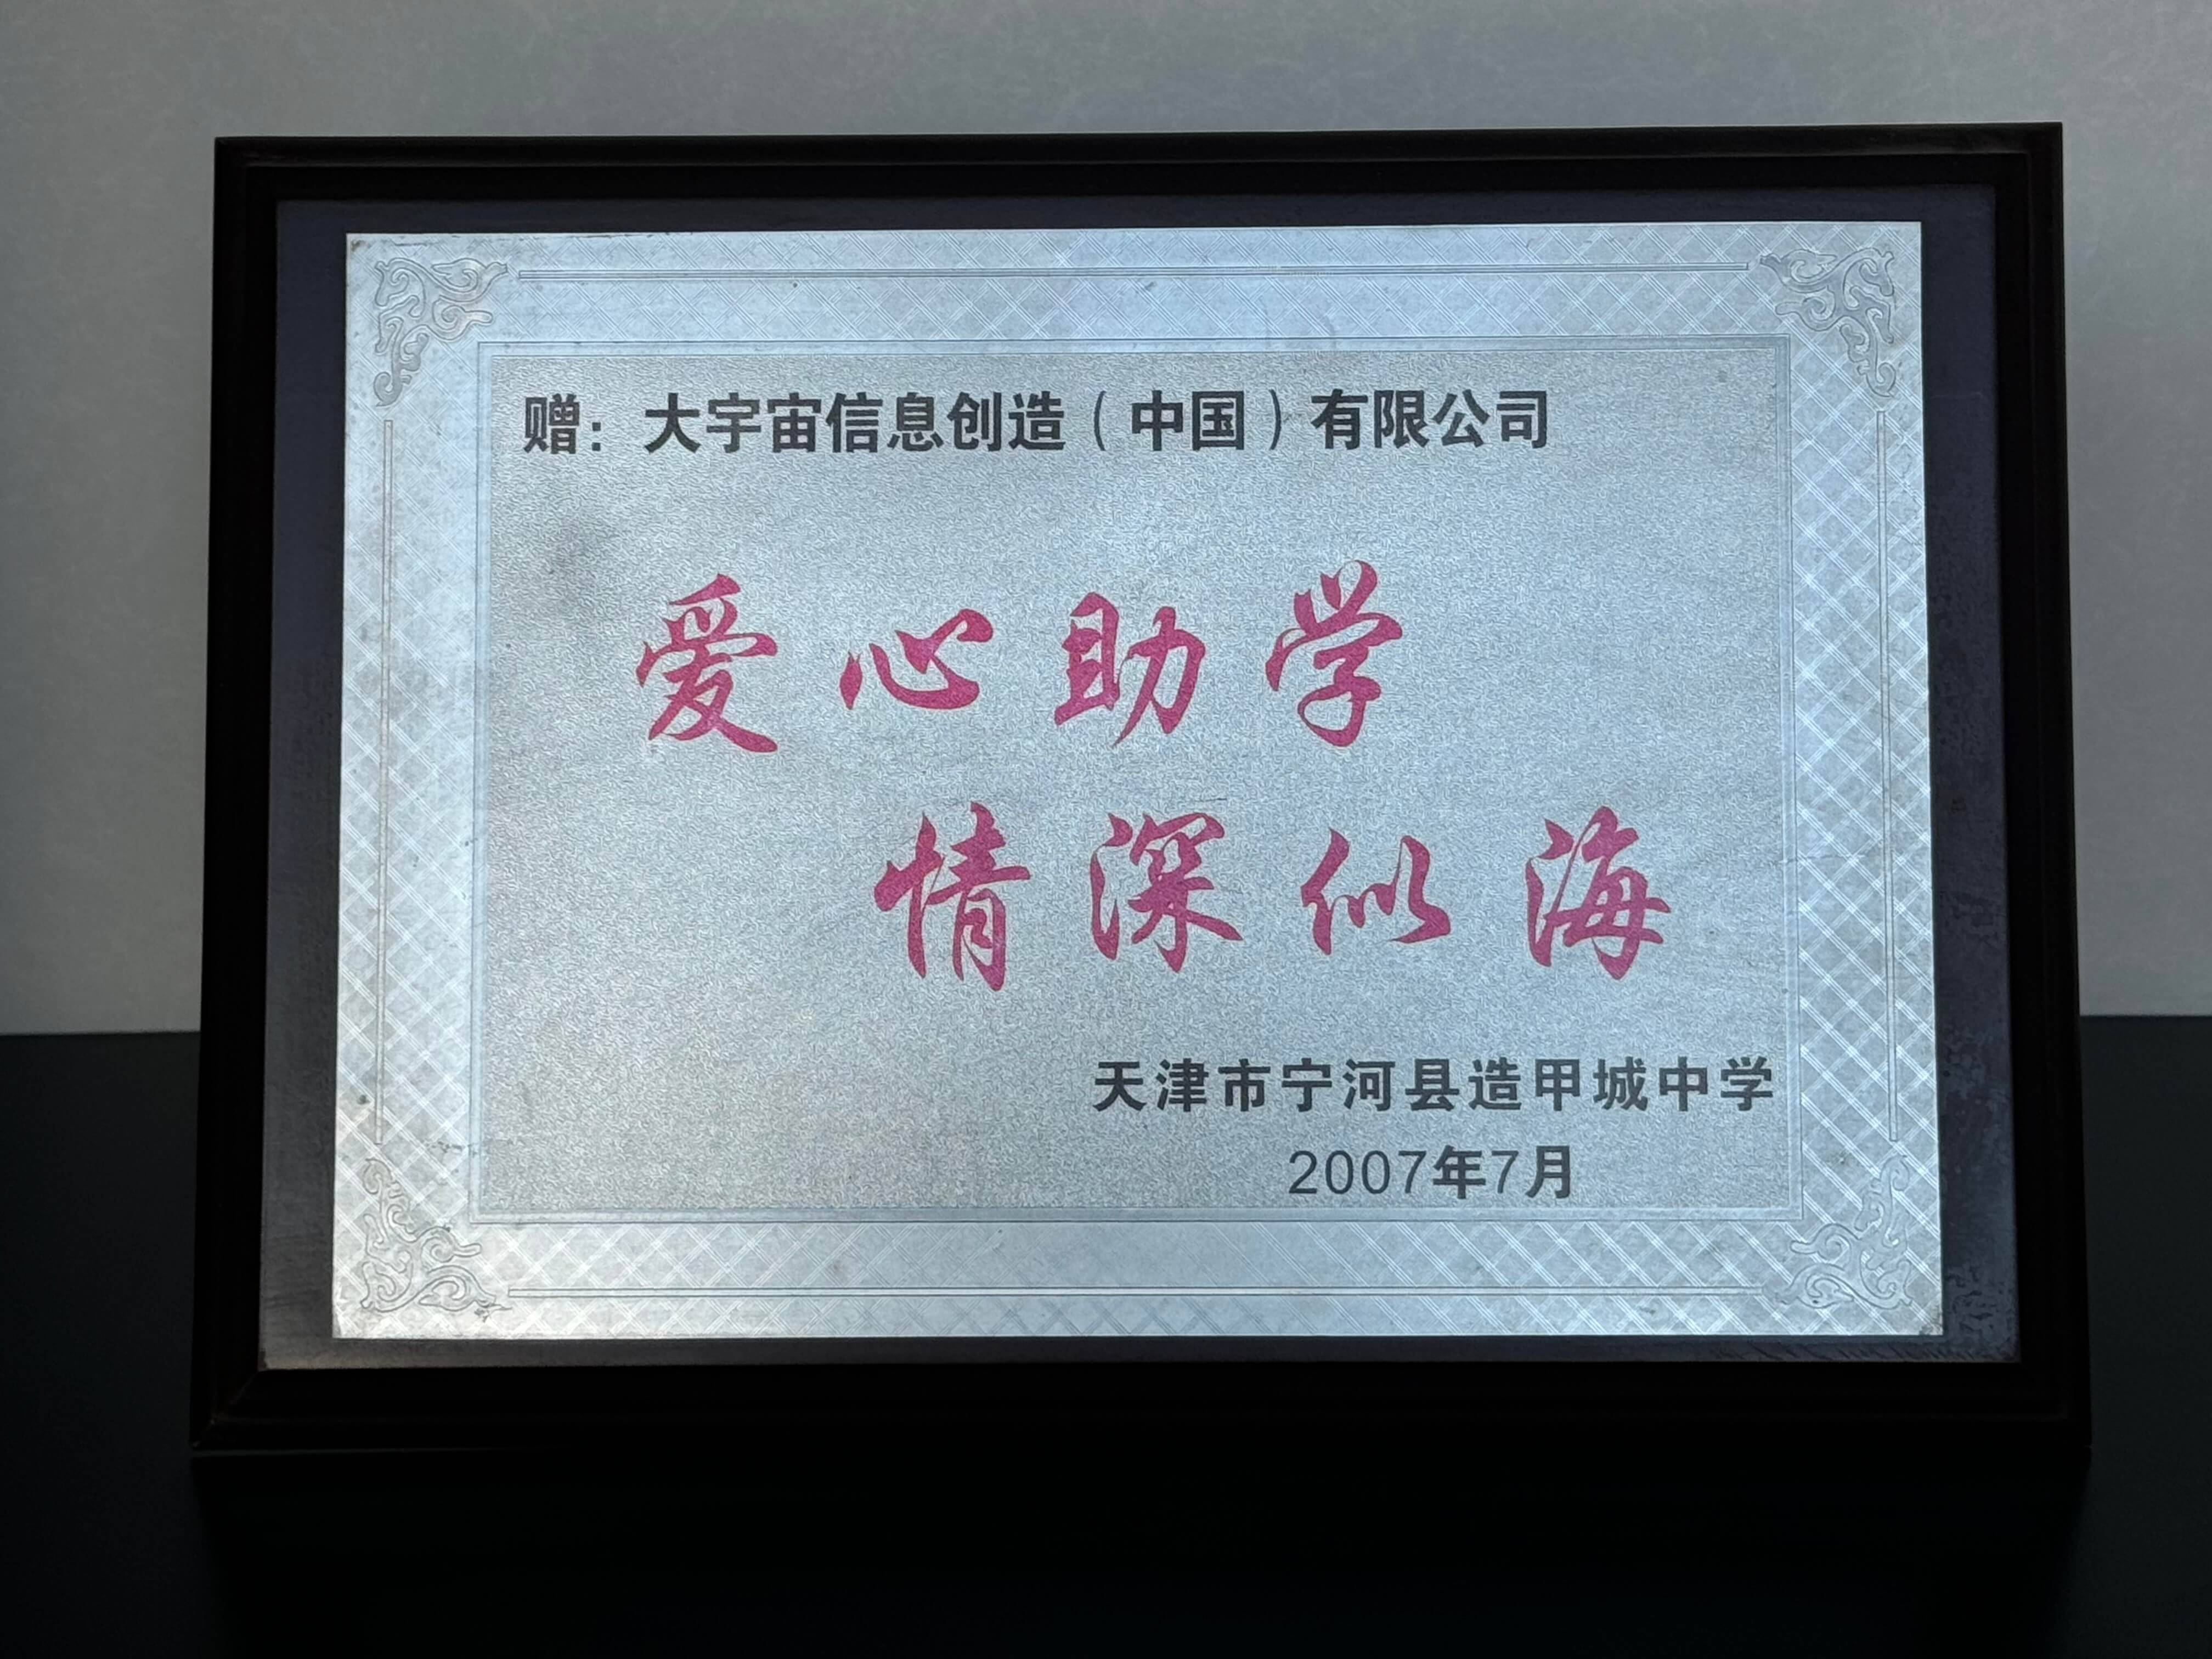 赠：大宇宙信息创造（中国）有限公司
爱心助学
情深似海
天津市宁河县造甲城中学
2007年7月